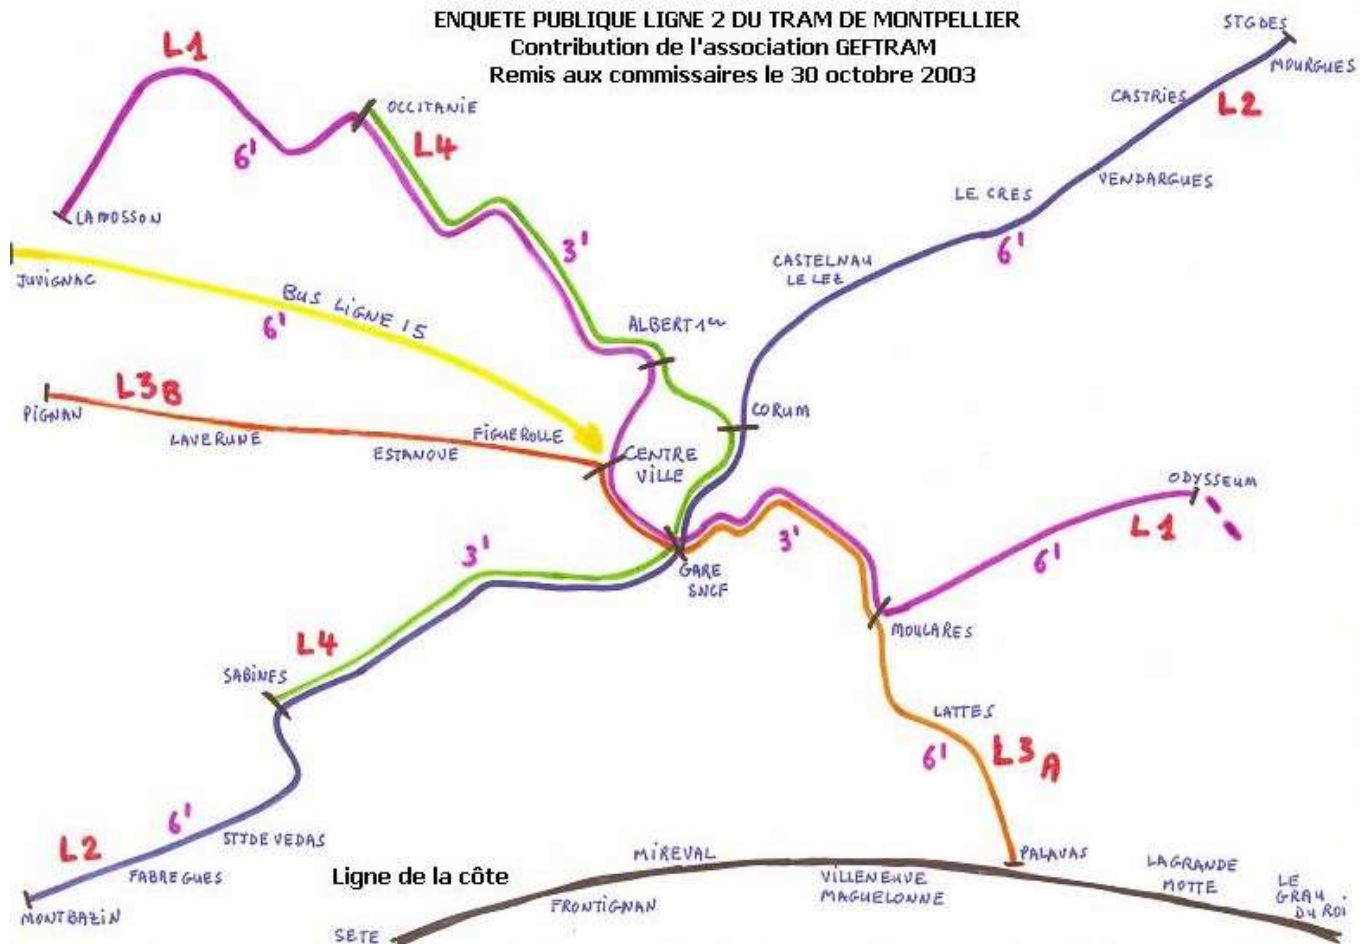 ENQUETE PUBLIQUE LIGNE 2 DU TRAM DE MONTPELLIER
Contribution de l'association GEFTRAM
Remis aux commissaires le 30 octobre 2003
STGDES
MOURGUES
L1
OCCITANIE
CASTRIES
L2
L4
6'
VENDARGUES
LE CRES
LA MOSSON
3'
6'
CASTELNAU
LE LEZ
JUVIGNAC
BUS LIGNE 15
6'
ALBERT 1er
L3B
PIGNAN
CORUM
LAVERUNE
FIGUEROLLE
ESTANOVE
CENTRE
VILLE
ODYSSEUM
L1
3'
3'
6'
GARE
SNCF
MOULARES
L4
SABINES
LATTES
6'
L3A
6'
STJDE VEDAS
L2
FABREGUES
MONTBAZIN
Ligne de la côte
MIREVAL
PALAVAS
VILLENEUVE
MAGUELONNE
LAGRANDE
MOTTE
FRONTIGNAN
LE
GRAU
DU ROI
SETE